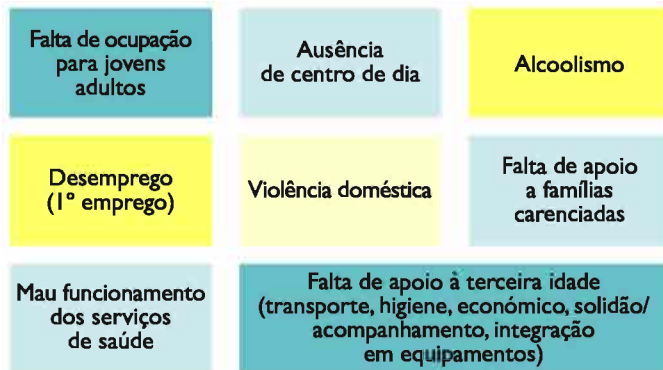 Falta de ocupação
para jovens
adultos
Ausência
de centro de dia
Alcoolismo
Desemprego
(1º emprego)
Violência doméstica
Falta de apoio
a famílias
carenciadas
Mau funcionamento
dos serviços
de saúde
Falta de apoio à terceira idade
(transporte, higiene, económico, solidão/
acompanhamento, integração
em equipamentos)